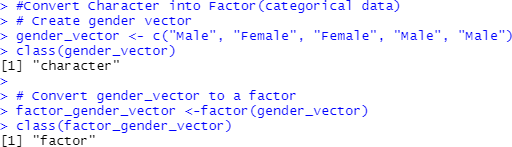 > #Convert Character into Factor(categorical data)
> # Create gender vector
> gender_vector <- c("Male", "Female", "Female", "Male", "Male")
> class(gender_vector)
[1] "character"
>
> # Convert gender_vector to a factor
> factor_gender_vector <-factor(gender_vector)
> class(factor_gender_vector)
[1] "factor"